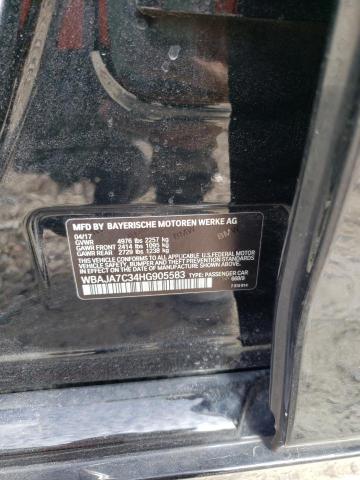 MFD BY BAYERISCHE MOTOREN WERKE AG
04/17
GVWR 4976 lbs 2257 kg
GAWR FRONT 2414 lbs 1095 kg
GAWR REAR 2729 lbs 1238 kg
THIS VEHICLE CONFORMS TO ALL APPLICABLE U.S.FEDERAL MOTOR
VEHICLE SAFETY, BUMPER, AND THEFT PREVENTION STANDARDS
IN EFFECT ON THE DATE OF MANUFACTURE SHOWN ABOVE.
WBAJA7C34HG905583 TYPE: PASSENGER CAR